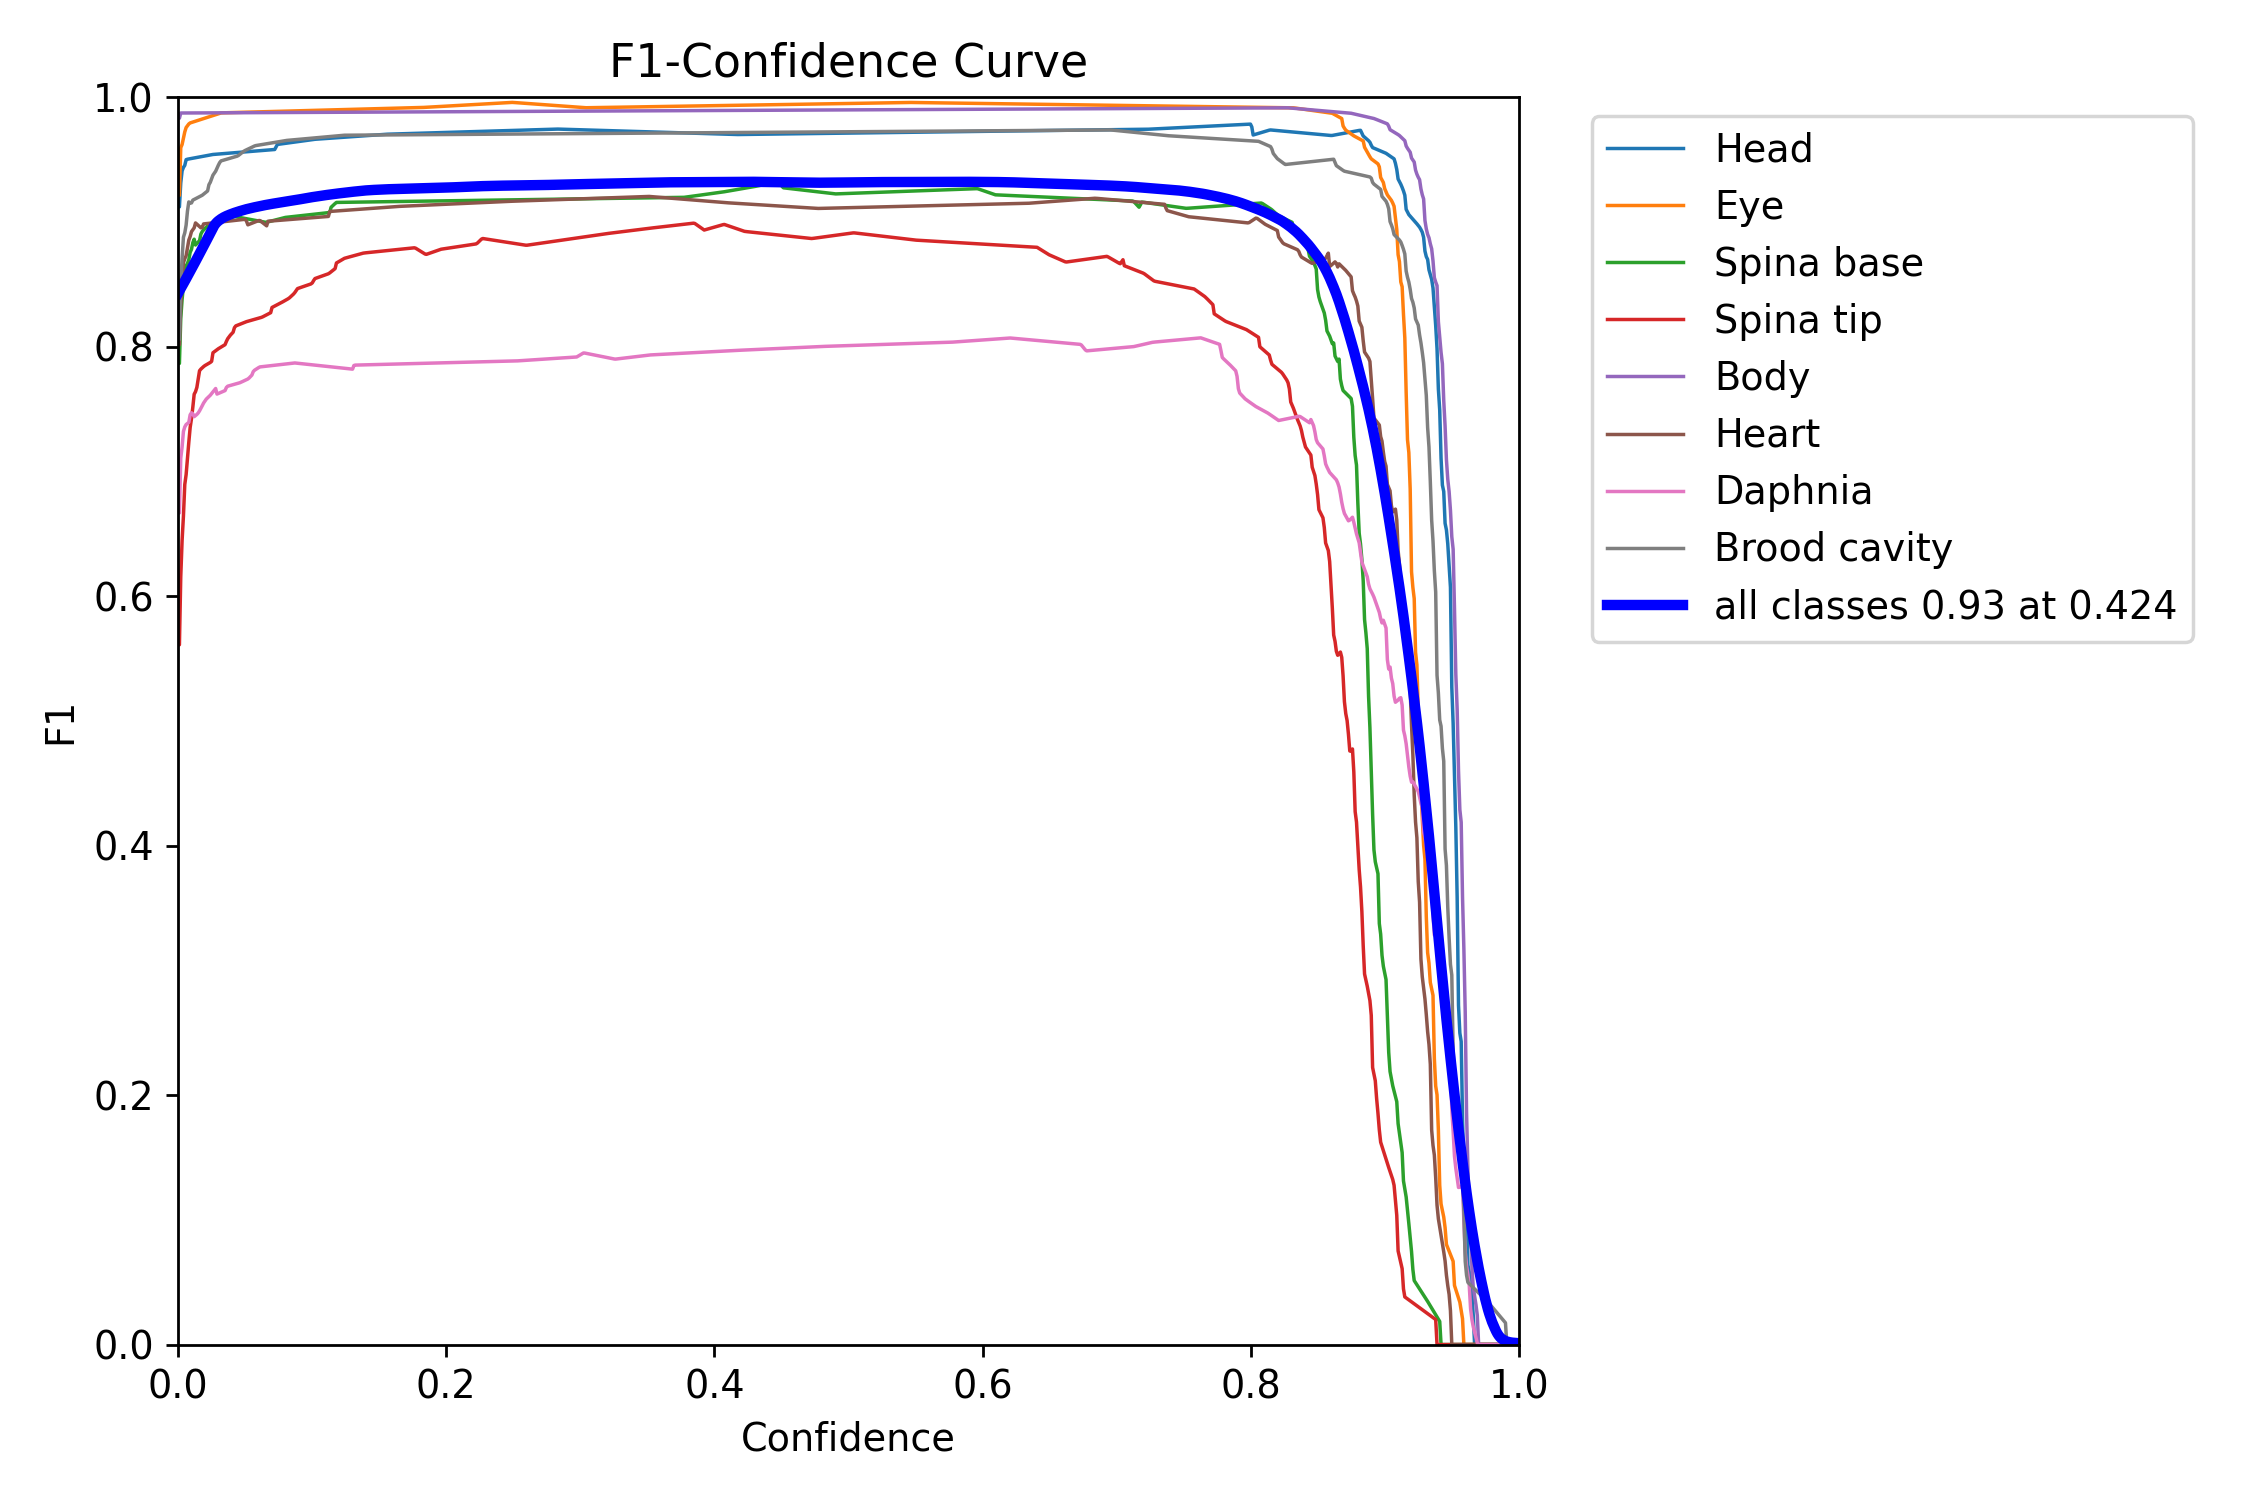 F1-Confidence Curve
1.0
0.8
0.6
0.4
0.2
0.0
F1
0.0 0.2 0.4 0.6 0.8 1.0
Confidence
Head
Eye
Spina base
Spina tip
Body
Heart
Daphnia
Brood cavity
all classes 0.93 at 0.424